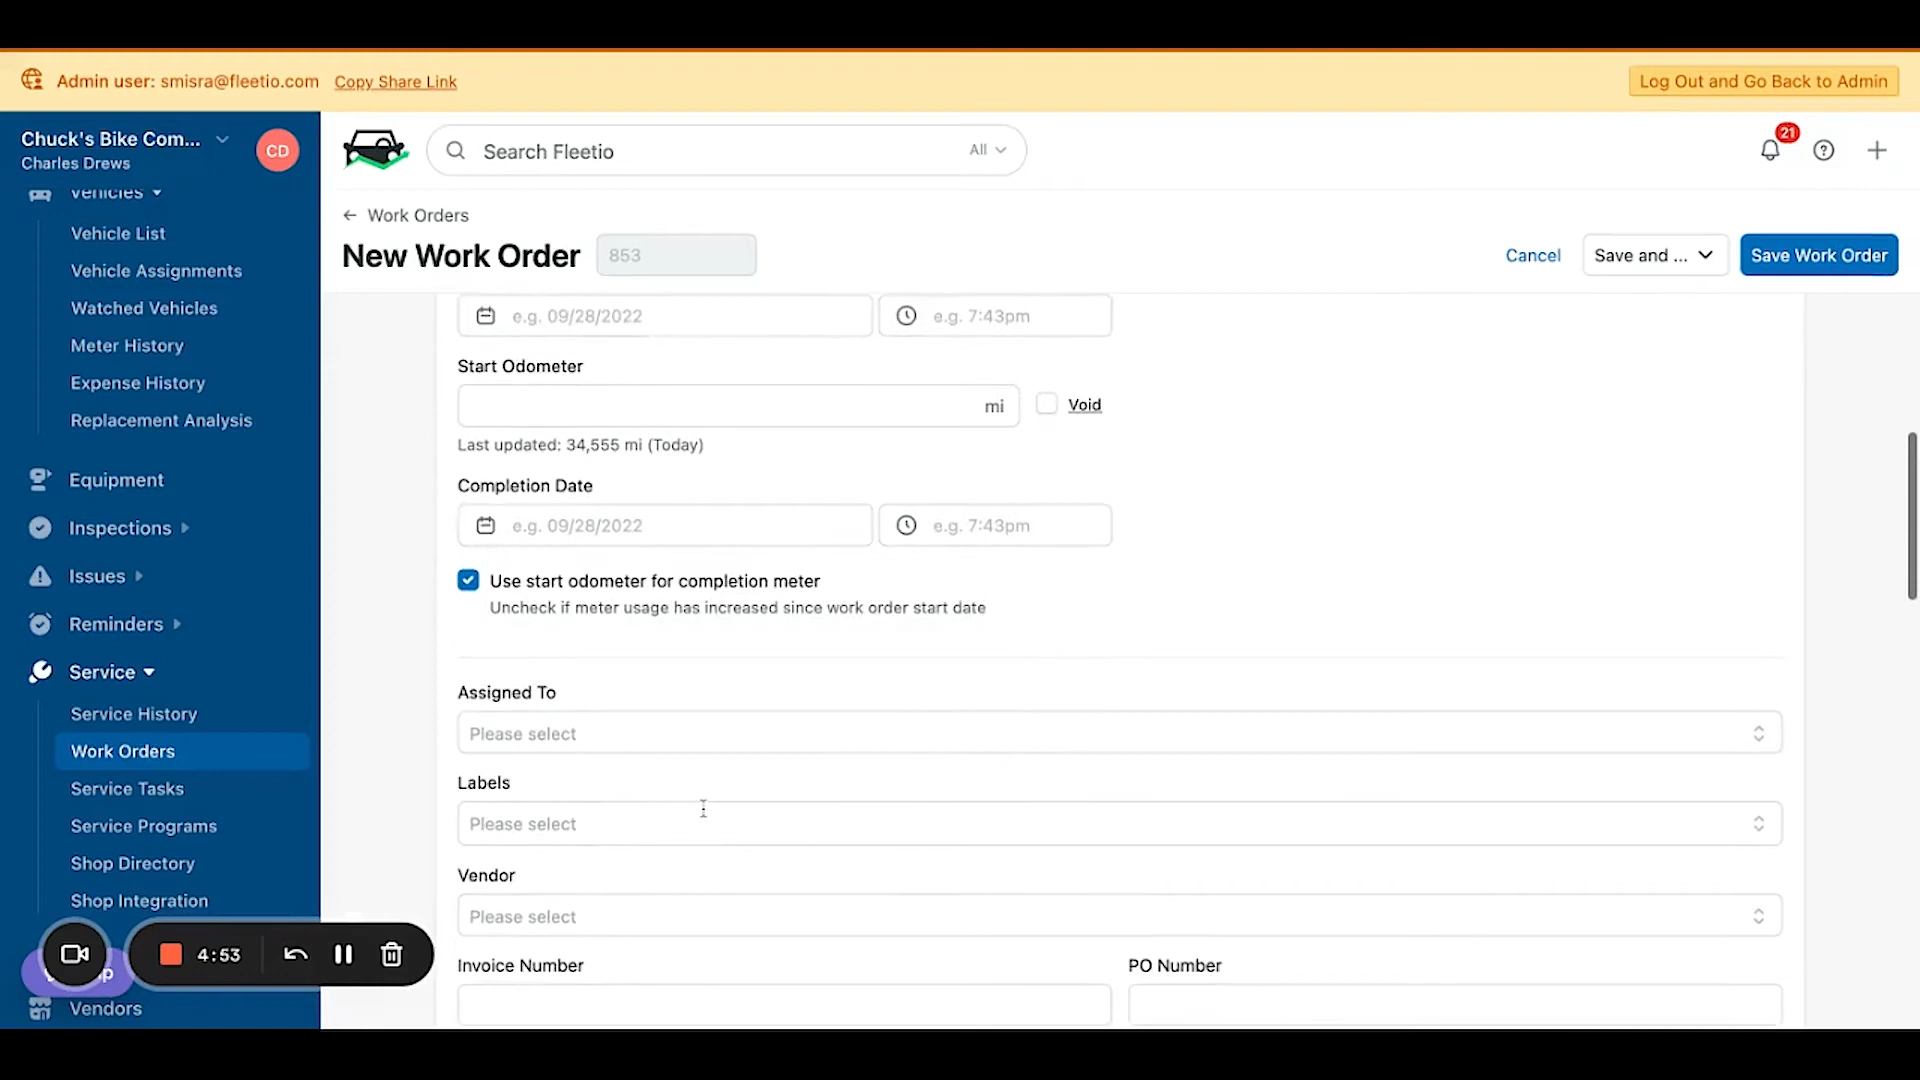 Admin user: smisra@fleetio.com Copy Share Link
Log Out and Go Back to Admin
Chuck's Bike Com...
Charles Drews
CD
Search Fleetio
All
21
Vehicles
Vehicle List
Vehicle Assignments
Watched Vehicles
Meter History
Expense History
Replacement Analysis
Equipment
Inspections
Issues
Reminders
Service
Service History
Work Orders
Service Tasks
Service Programs
Shop Directory
Shop Integration
4:53
Vendors
Work Orders
New Work Order
853
Cancel
Save and ...
Save Work Order
e.g. 09/28/2022
e.g. 7:43pm
Start Odometer
mi
Void
Last updated: 34,555 mi (Today)
Completion Date
e.g. 09/28/2022
e.g. 7:43pm
Use start odometer for completion meter
Uncheck if meter usage has increased since work order start date
Assigned To
Please select
Labels
Please select
Vendor
Please select
Invoice Number
PO Number